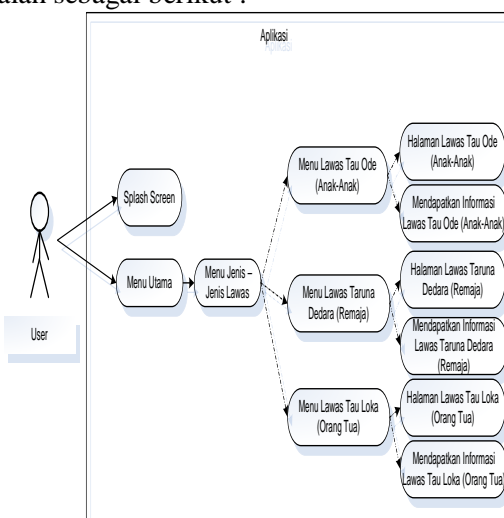 adalah sebagai berikut :
Aplikasi
Splash Screen
Menu Utama
Menu Jenis –
Jenis Lawas
Menu Lawas Tau Ode
(Anak-Anak)
Halaman Lawas Tau Ode
(Anak-Anak)
Mendapatkan Informasi
Lawas Tau Ode (Anak-Anak)
Menu Lawas Taruna
Dedara (Remaja)
Halaman Lawas Taruna
Dedara (Remaja)
Mendapatkan Informasi
Lawas Taruna Dedara
(Remaja)
Menu Lawas Tau Loka
(Orang Tua)
Halaman Lawas Tau Loka
(Orang Tua)
Mendapatkan Informasi
Lawas Tau Loka (Orang Tua
User